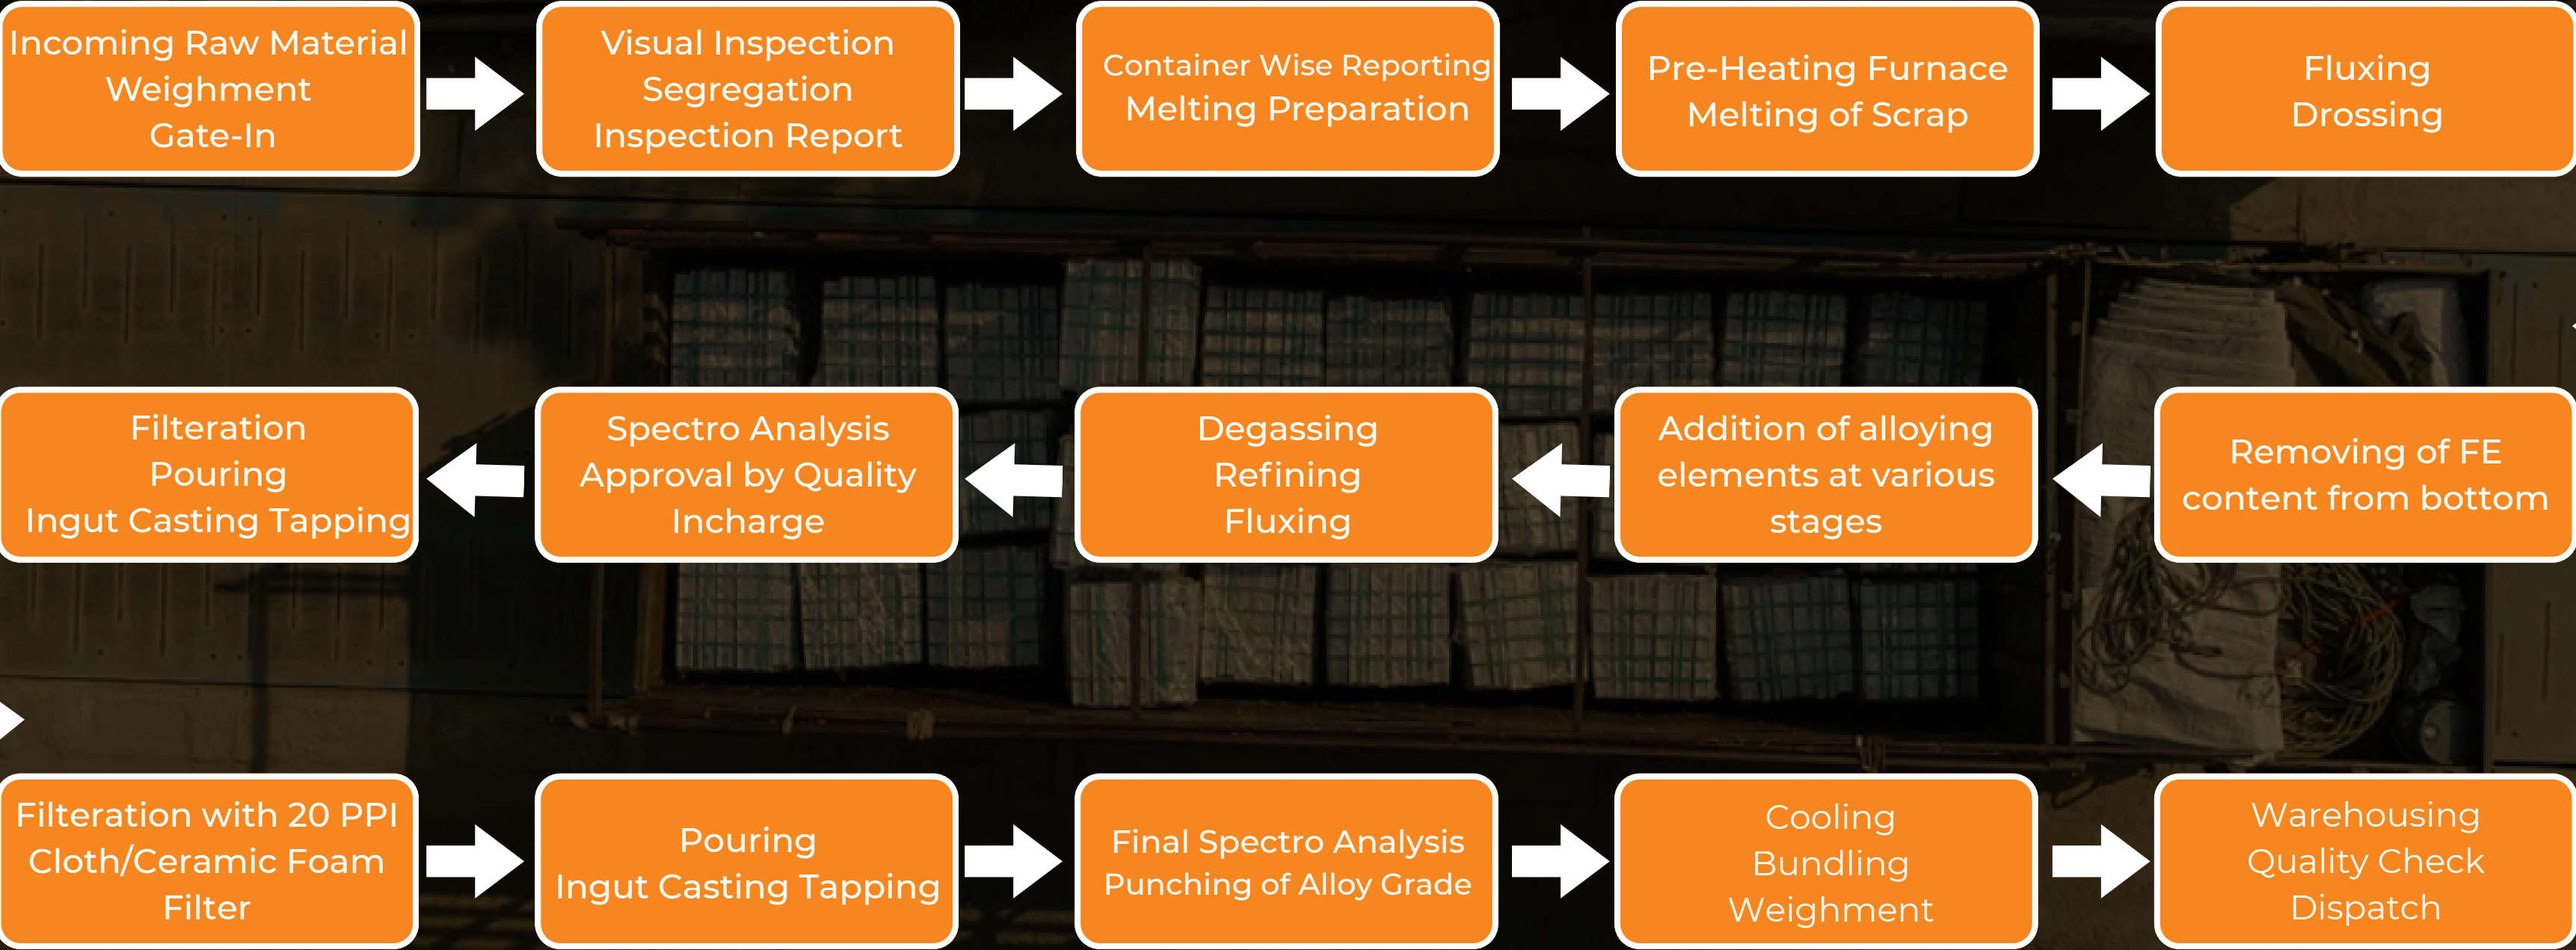 Incoming Raw Material
Weighment
Gate-In
Visual Inspection
Segregation
Inspection Report
Container Wise Reporting
Melting Preparation
Pre-Heating Furnace
Melting of Scrap
Fluxing
Drossing
Removing of FE
content from bottom
Addition of alloying
elements at various
stages
Degassing
Refining
Fluxing
Spectro Analysis
Approval by Quality
Incharge
Filteration
Pouring
Ingut Casting Tapping
Filteration with 20 PPI
Cloth/Ceramic Foam
Filter
Pouring
Ingut Casting Tapping
Final Spectro Analysis
Punching of Alloy Grade
Cooling
Bundling
Weighment
Warehousing
Quality Check
Dispatch